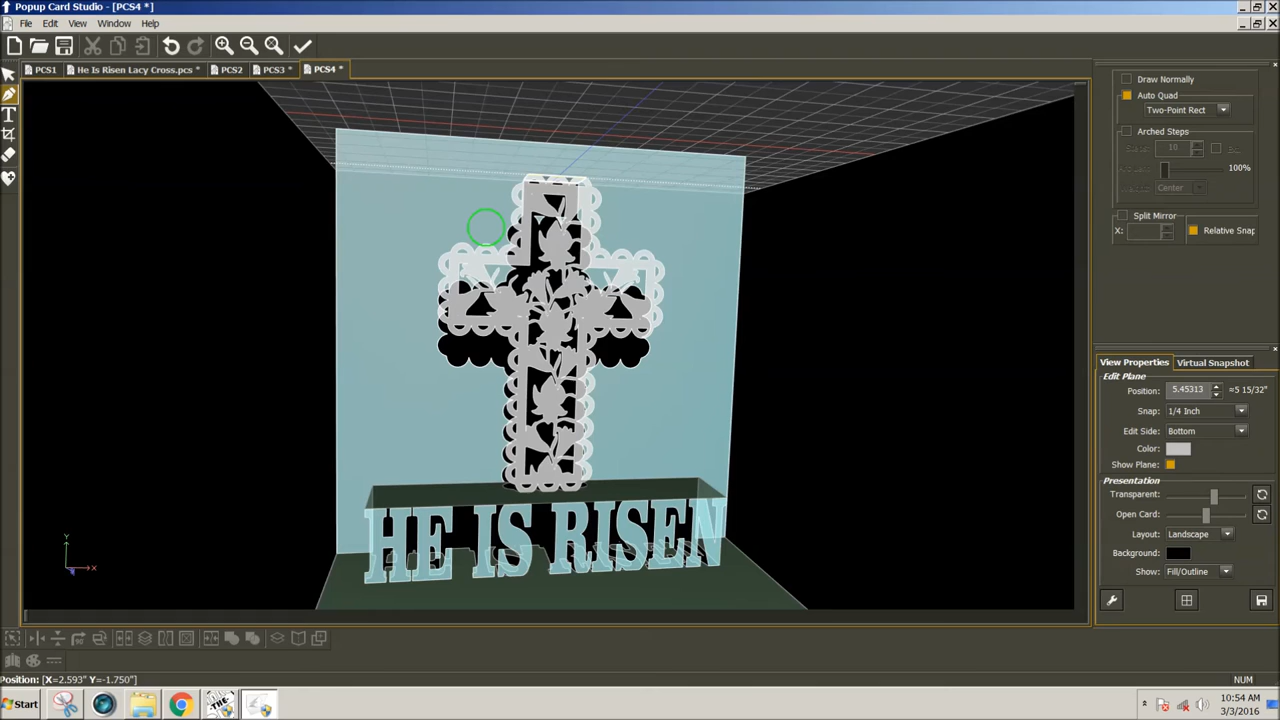 Popup Card Studio - [PCS4 *]
File Edit View Window Help
PCS1 He Is Risen Lacy Cross.pcs * PCS2 PCS3 * PCS4 *
Draw Normally
Auto Quad
Two-Point Rect
Arched Steps
10
100%
Center
Split Mirror
X: Relative Snap
View Properties Virtual Snapshot
Edit Plane
Position: 5.45313 ≈5 15/32"
Snap: 1/4 Inch
Edit Side: Bottom
Color:
Show Plane:
Presentation
Transparent:
Open Card:
Layout: Landscape
Background:
Show: Fill/Outline
HE IS RISEN
Y
X
Position: [X=2.593" Y=-1.750"]
NUM
Start
10:54 AM
3/3/2016